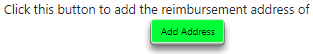 Click this button to add the reimbursement address of
Add Address